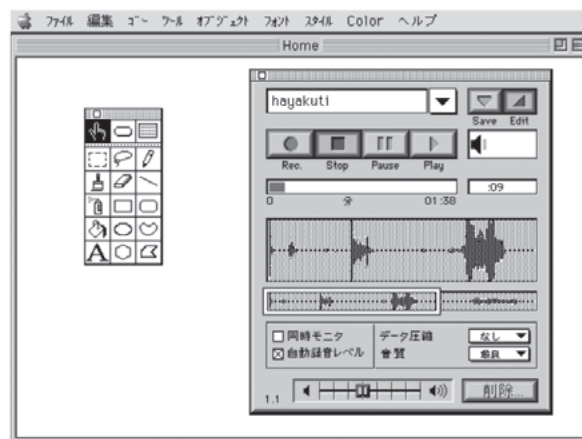 ファイル 編集 ゴー ツール オブジェクト フォント スタイル Color ヘルプ
Home
hayakuti
Save Edit
Rec. Stop Pause Play
:09
0 分 01:38
同時モニタ
自動録音レベル
データ圧縮 なし
音質 最良
1.1
削除...
A